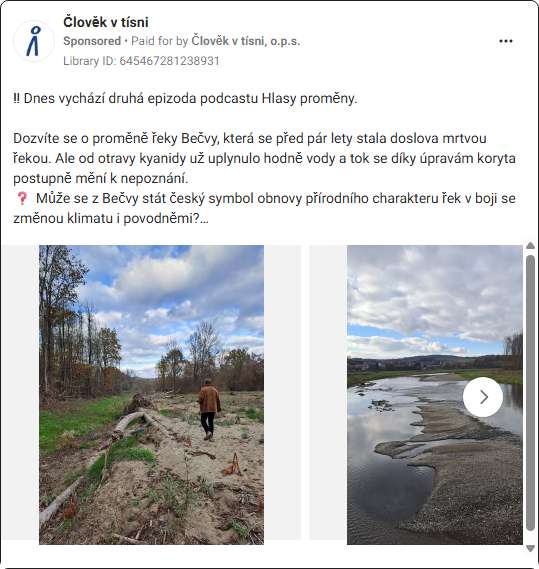 Člověk v tísni
Sponsored • Paid for by Člověk v tísni, o.p.s.
Library ID: 645467281238931
‼ Dnes vychází druhá epizoda podcastu Hlasy proměny.
Dozvíte se o proměně řeky Bečvy, která se před pár lety stala doslova mrtvou
řekou. Ale od otravy kyanidy už uplynulo hodně vody a tok se díky úpravám koryta
postupně mění k nepoznání.
❓ Může se z Bečvy stát český symbol obnovy přírodního charakteru řek v boji se
změnou klimatu i povodněmi?...